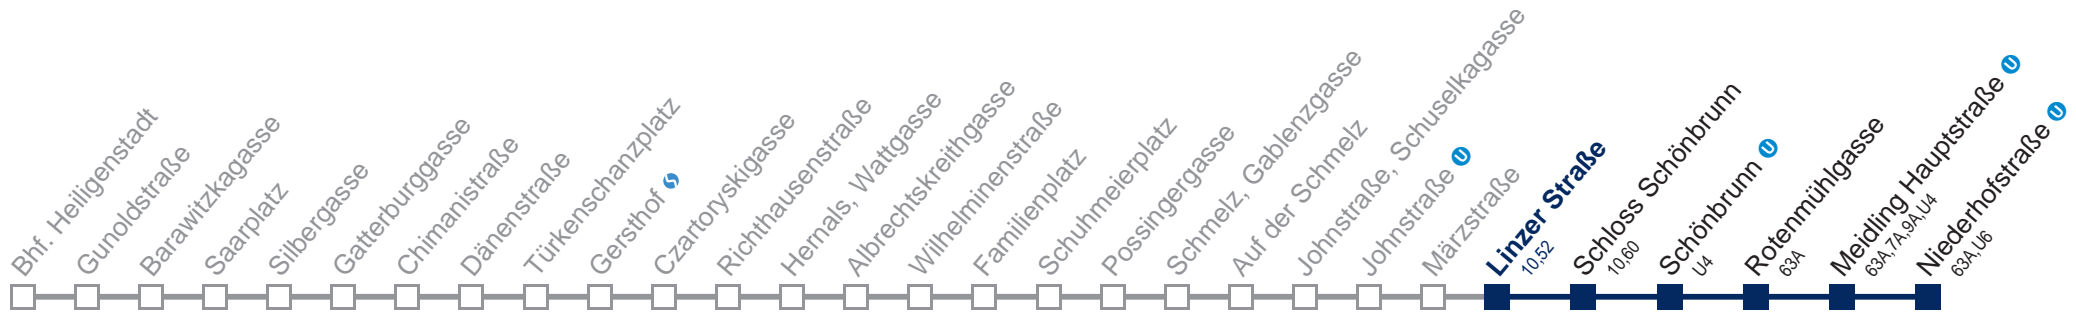 Bhf. Heiligenstadt
Gunoldstraße
Barawitzkagasse
Saarplatz
Silbergasse
Gatterburggasse
Chimanistraße
Dänenstraße
Türkenschanzplatz
Gersthof S
Czartoryskigasse
Richthausenstraße
Hernals, Wattgasse
Albrechtskreithgasse
Wilhelminenstraße
Familienplatz
Schuhmeierplatz
Possingergasse
Schmelz, Gablenzgasse
Auf der Schmelz
Johnstraße, Schuselkagasse
Johnstraße U
Märzstraße
Linzer Straße
10,52
Schloss Schönbrunn
10,60
Schönbrunn U
U4
Rotenmühlgasse
63A
Meidling Hauptstraße U
63A,7A,9A,U4
Niederhofstraße U
63A,U6